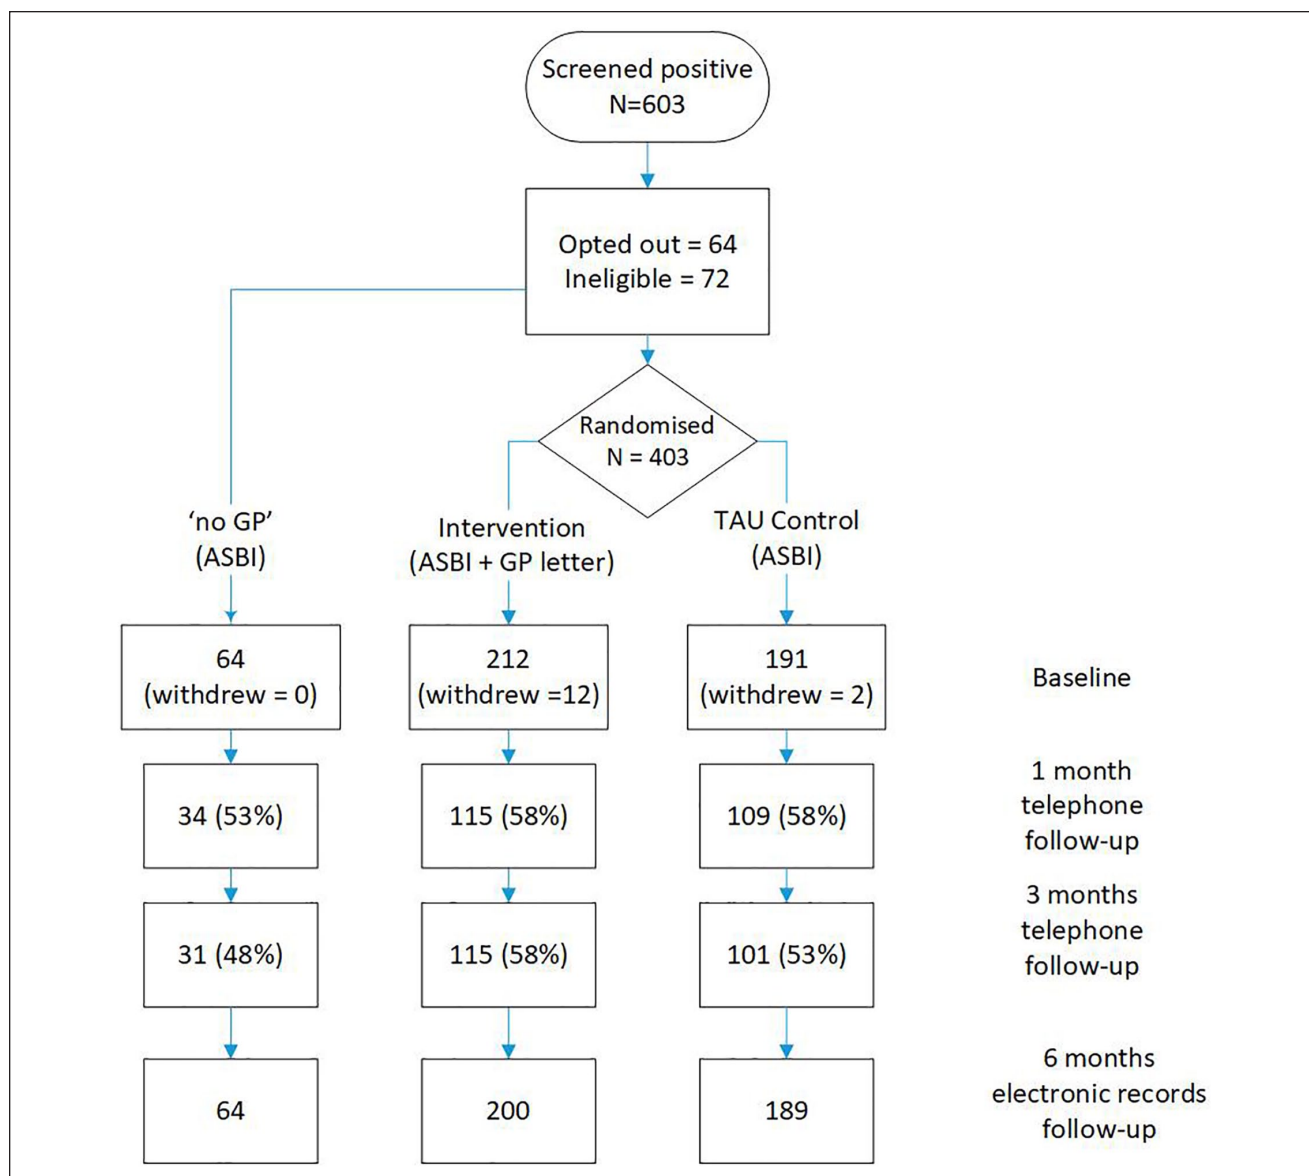 Screened positive
N=603
Opted out = 64
Ineligible = 72
Randomised
N = 403
‘no GP’
(ASBI)
Intervention
(ASBI + GP letter)
TAU Control
(ASBI)
64
(withdrew = 0)
212
(withdrew =12)
191
(withdrew = 2)
Baseline
34 (53%)
115 (58%)
109 (58%)
1 month
telephone
follow-up
31 (48%)
115 (58%)
101 (53%)
3 months
telephone
follow-up
64
200
189
6 months
electronic records
follow-up